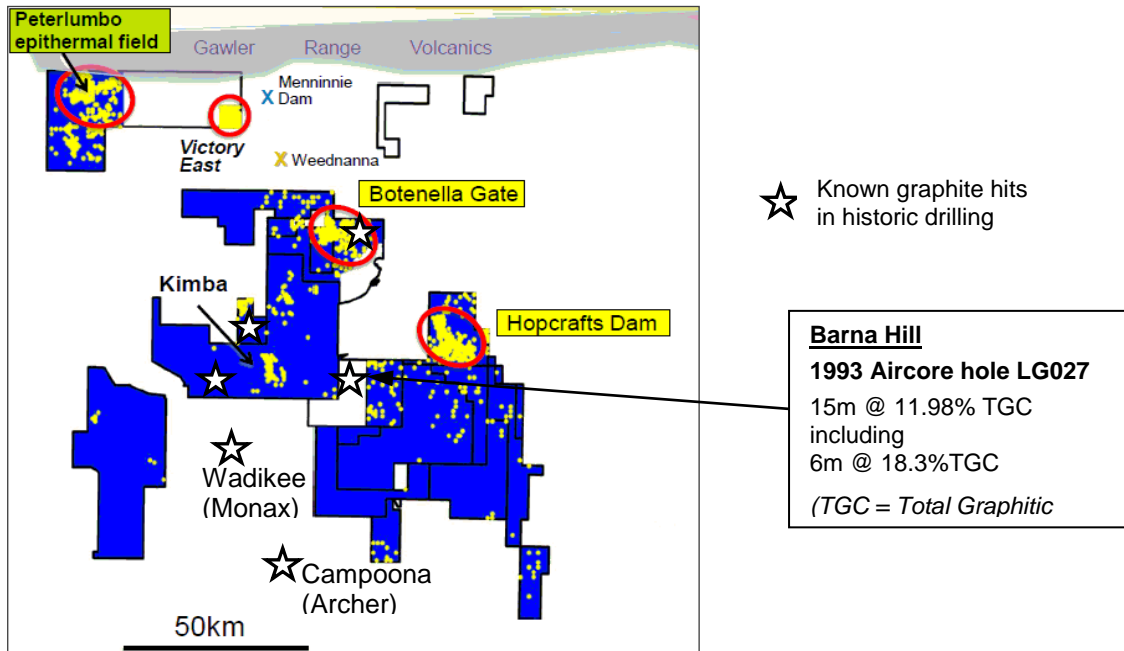 Peterlumbo
epithermal field
Gawler Range Volcanics
X Menninnie
Dam
Victory
East
X Weednanna
Botenella Gate
Kimba
Hopcrafts Dam
Wadikee
(Monax)
Campoona
(Archer)
50km
Known graphite hits
in historic drilling
Barna Hill
1993 Aircore hole LG027
15m @ 11.98% TGC
including
6m @ 18.3%TGC
(TGC = Total Graphitic